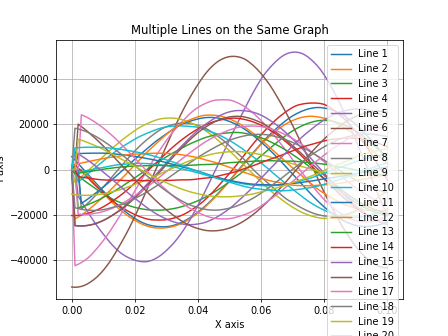 Multiple Lines on the Same Graph
40000
20000
0
−20000
−40000
0.00
0.02
0.04
0.06
0.08
X axis
Line 1
Line 2
Line 3
Line 4
Line 5
Line 6
Line 7
Line 8
Line 9
Line 10
Line 11
Line 12
Line 13
Line 14
Line 15
Line 16
Line 17
Line 18
Line 19
Line 20